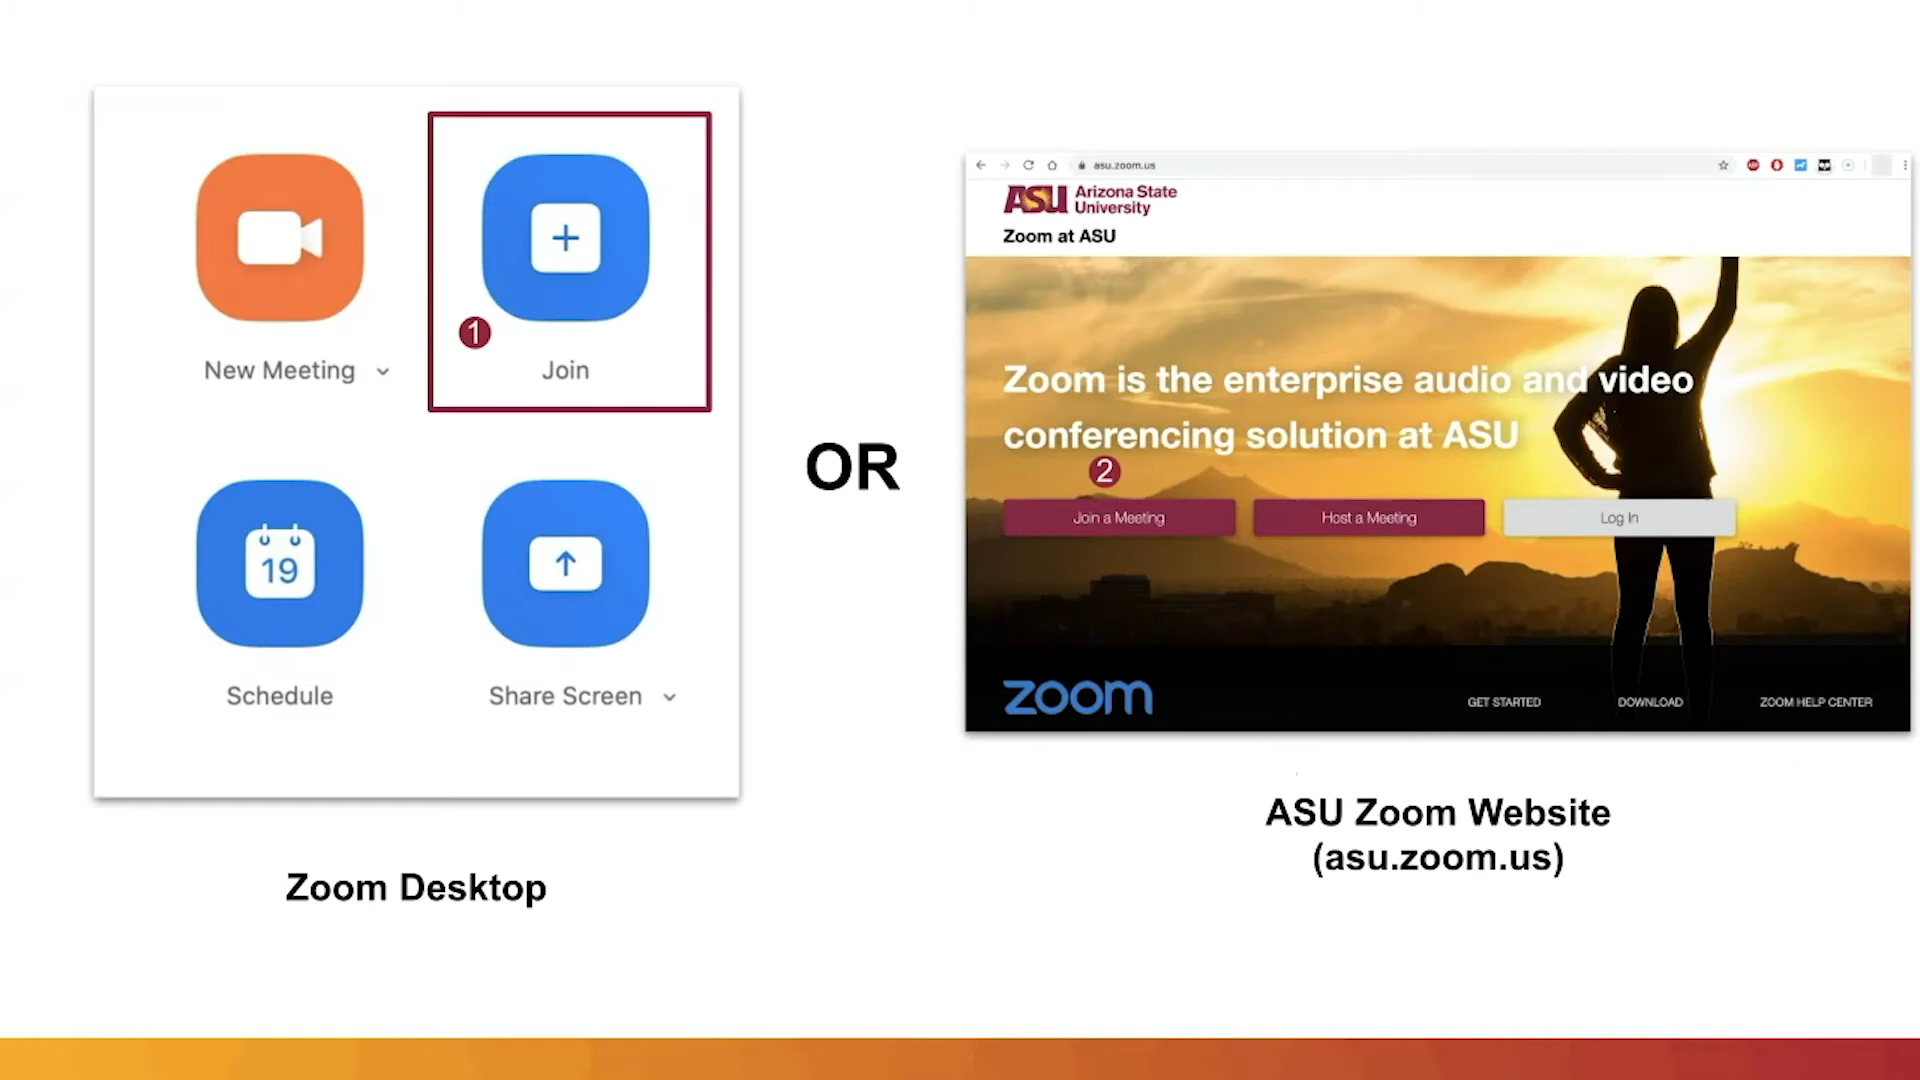 New Meeting
1
Join
19
Schedule
Share Screen
Zoom Desktop
OR
asu.zoom.us
ASU Arizona State
University
Zoom at ASU
Zoom is the enterprise audio and video
conferencing solution at ASU
2
Join a Meeting
Host a Meeting
Log In
zoom
GET STARTED
DOWNLOAD
ZOOM HELP CENTER
ASU Zoom Website
(asu.zoom.us)